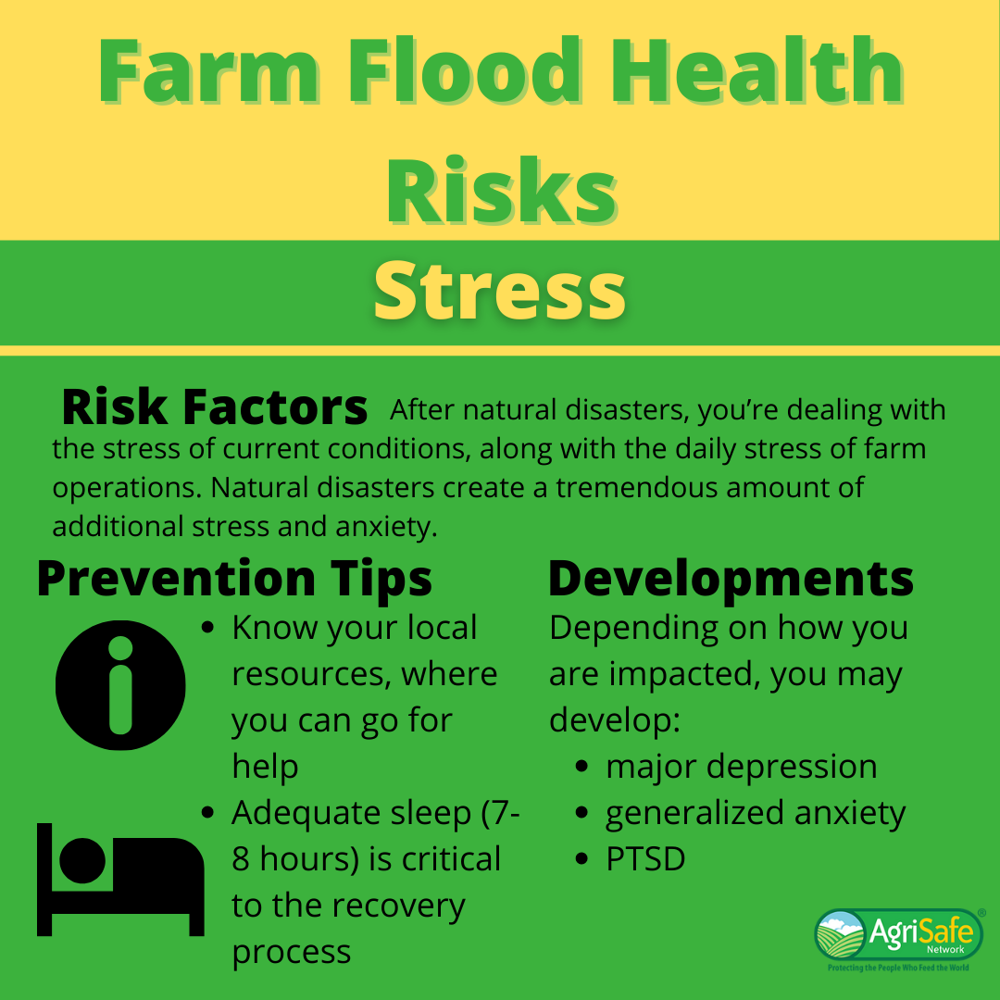 Farm Flood Health
Risks
Stress
Risk Factors After natural disasters, you’re dealing with
the stress of current conditions, along with the daily stress of farm
operations. Natural disasters create a tremendous amount of
additional stress and anxiety.
Prevention Tips
• Know your local
resources, where
you can go for
help
• Adequate sleep (7-
8 hours) is critical
to the recovery
process
Developments
Depending on how you
are impacted, you may
develop:
• major depression
• generalized anxiety
• PTSD
AgriSafe®
Network
Protecting the People Who Feed the World